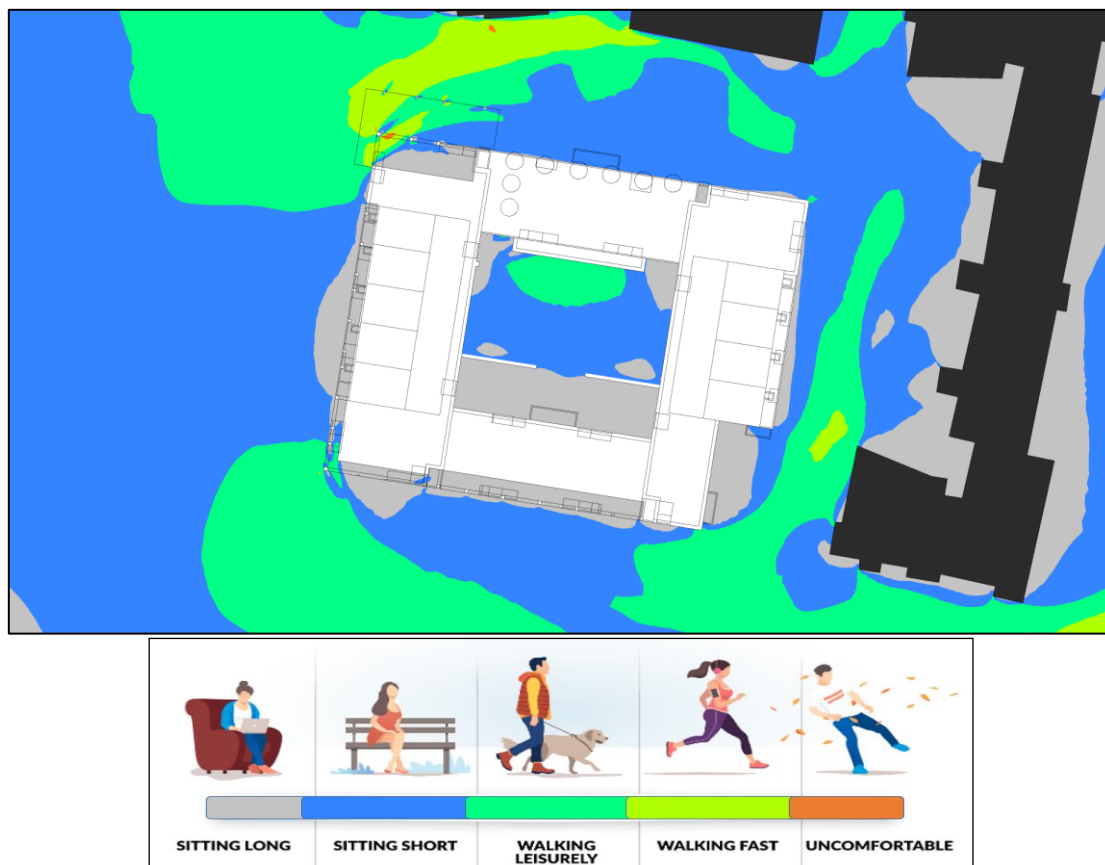 SITTING LONG
SITTING SHORT
WALKING
LEISURELY
WALKING FAST
UNCOMFORTABLE